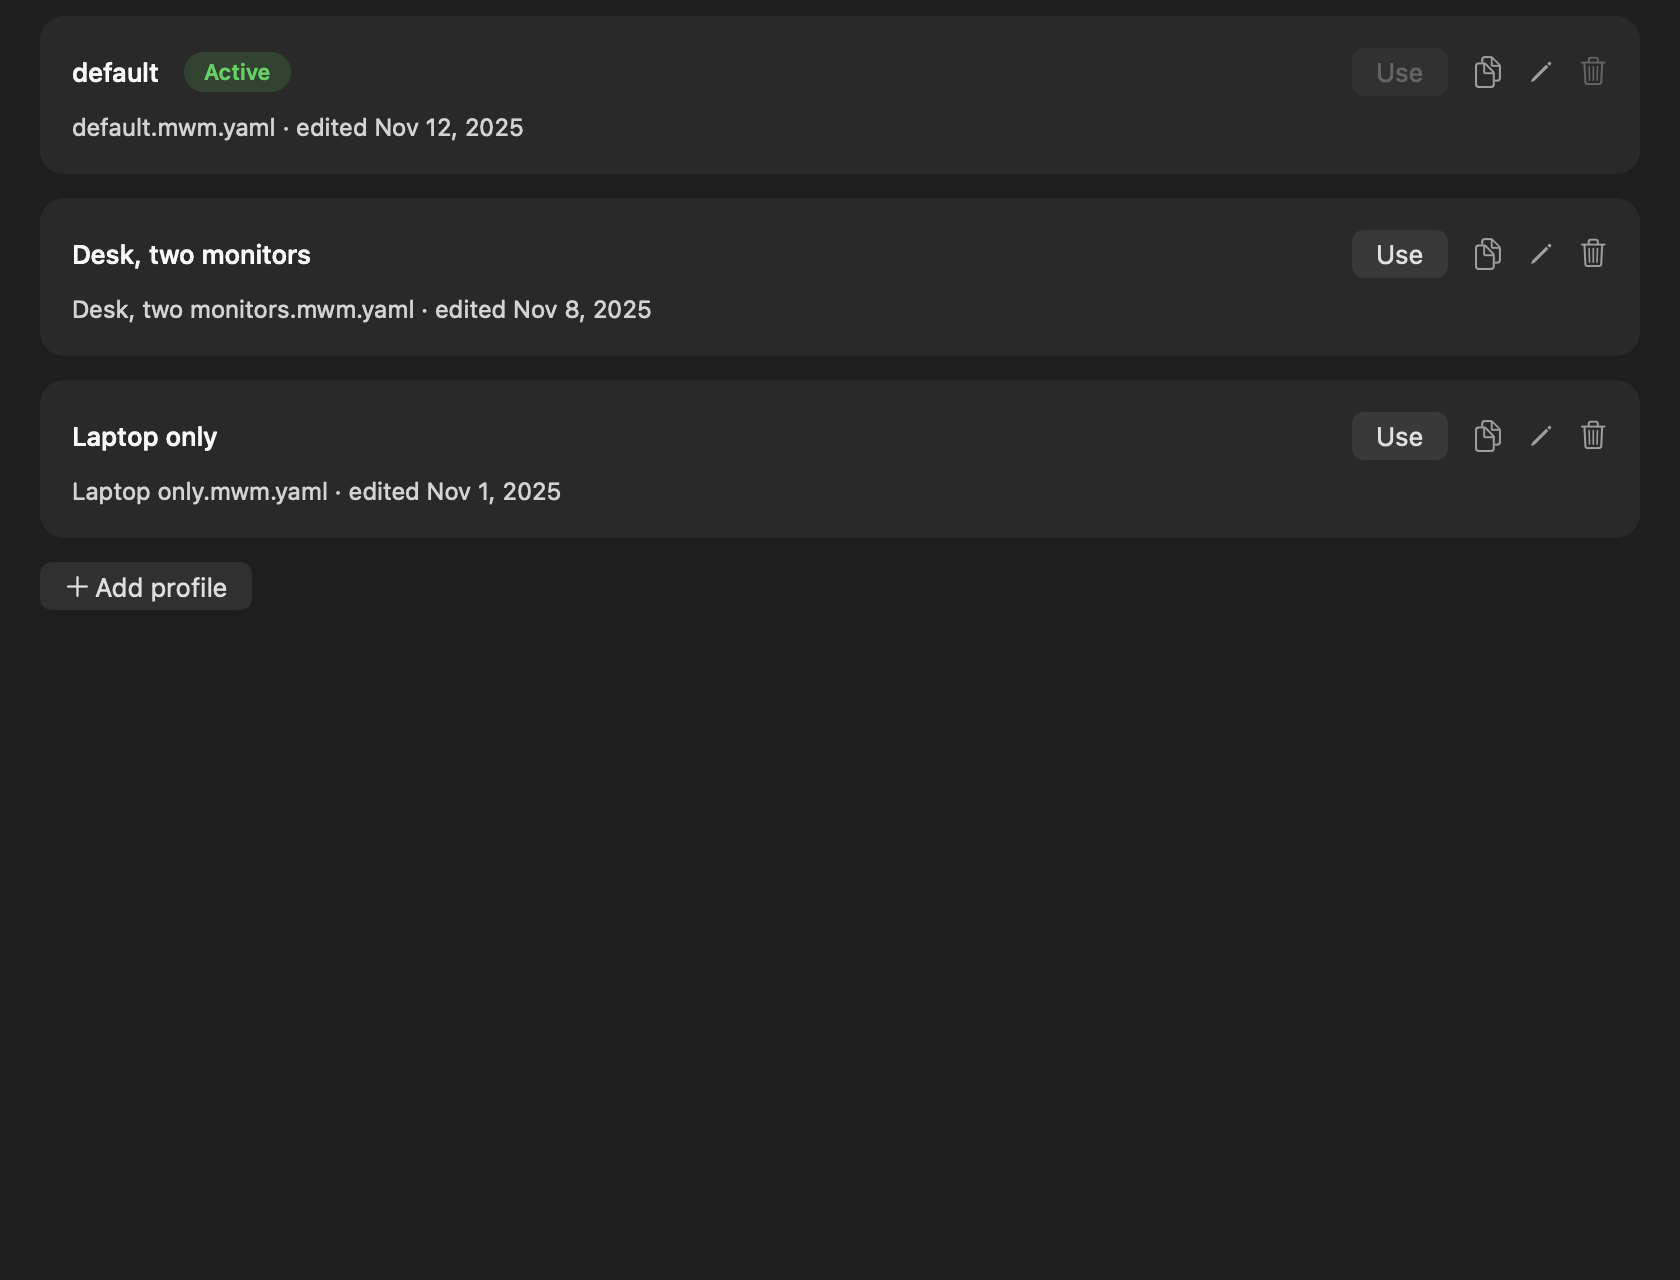 default Active Use
default.mwm.yaml · edited Nov 12, 2025
Desk, two monitors Use
Desk, two monitors.mwm.yaml · edited Nov 8, 2025
Laptop only Use
Laptop only.mwm.yaml · edited Nov 1, 2025
+ Add profile